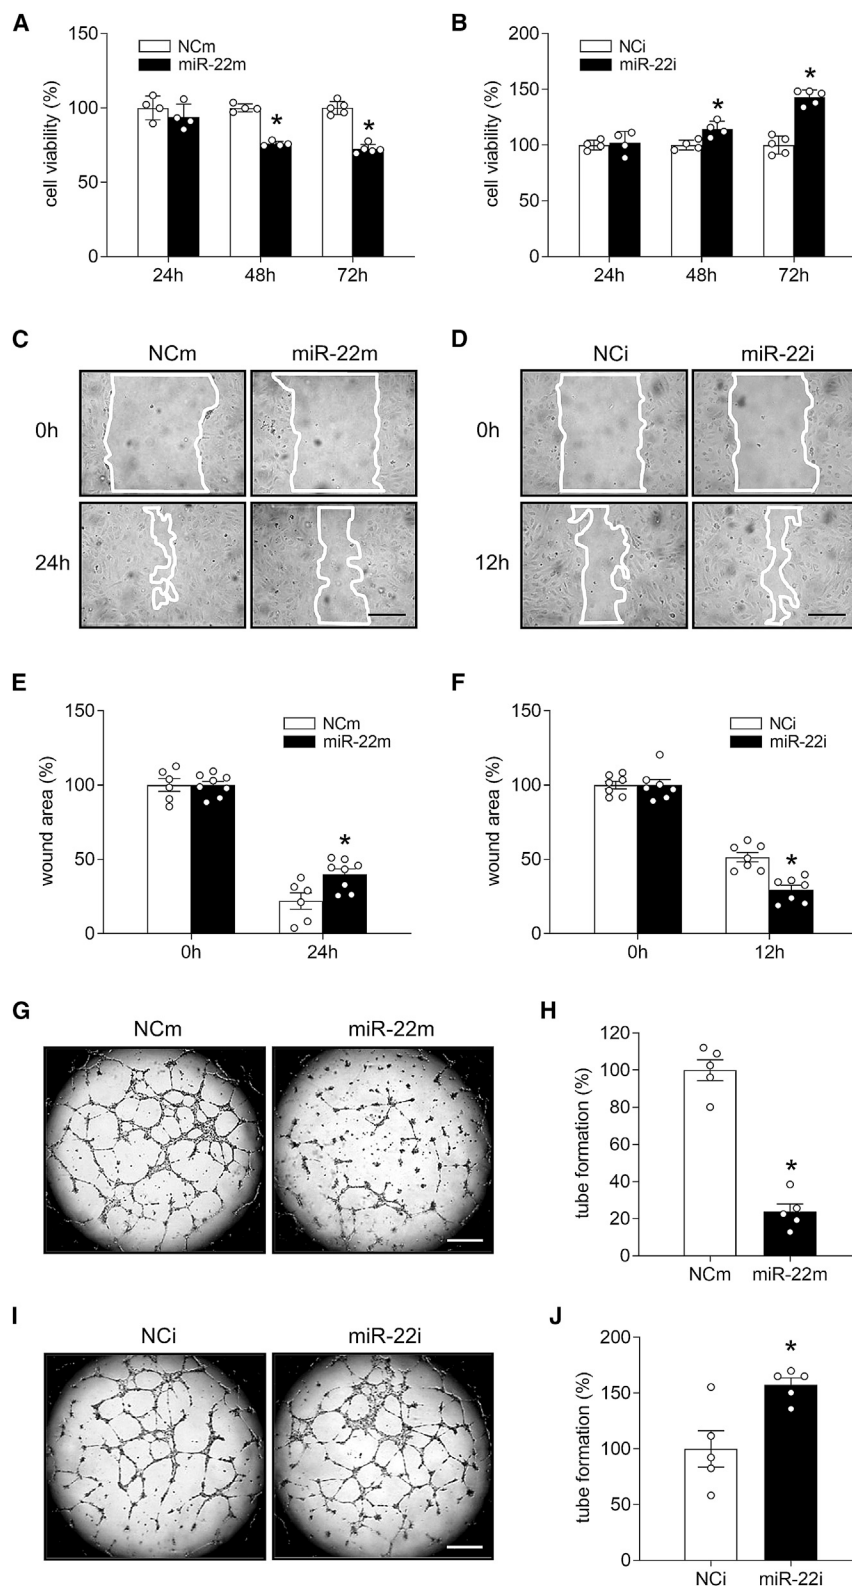 A
cell viability (%)
150
100
50
0
NCm
miR-22m
*
*
24h
48h
72h
B
cell viability (%)
200
150
100
50
0
NCi
miR-22i
*
*
24h
48h
72h
C
NCm
miR-22m
0h
24h
D
NCi
miR-22i
0h
12h
E
wound area (%)
150
100
50
0
NCm
miR-22m
*
0h
24h
F
wound area (%)
150
100
50
0
NCi
miR-22i
*
0h
12h
G
NCm
miR-22m
H
tube formation (%)
120
100
80
60
40
20
0
*
NCm
miR-22m
I
NCi
miR-22i
J
tube formation (%)
200
150
100
50
0
*
NCi
miR-22i